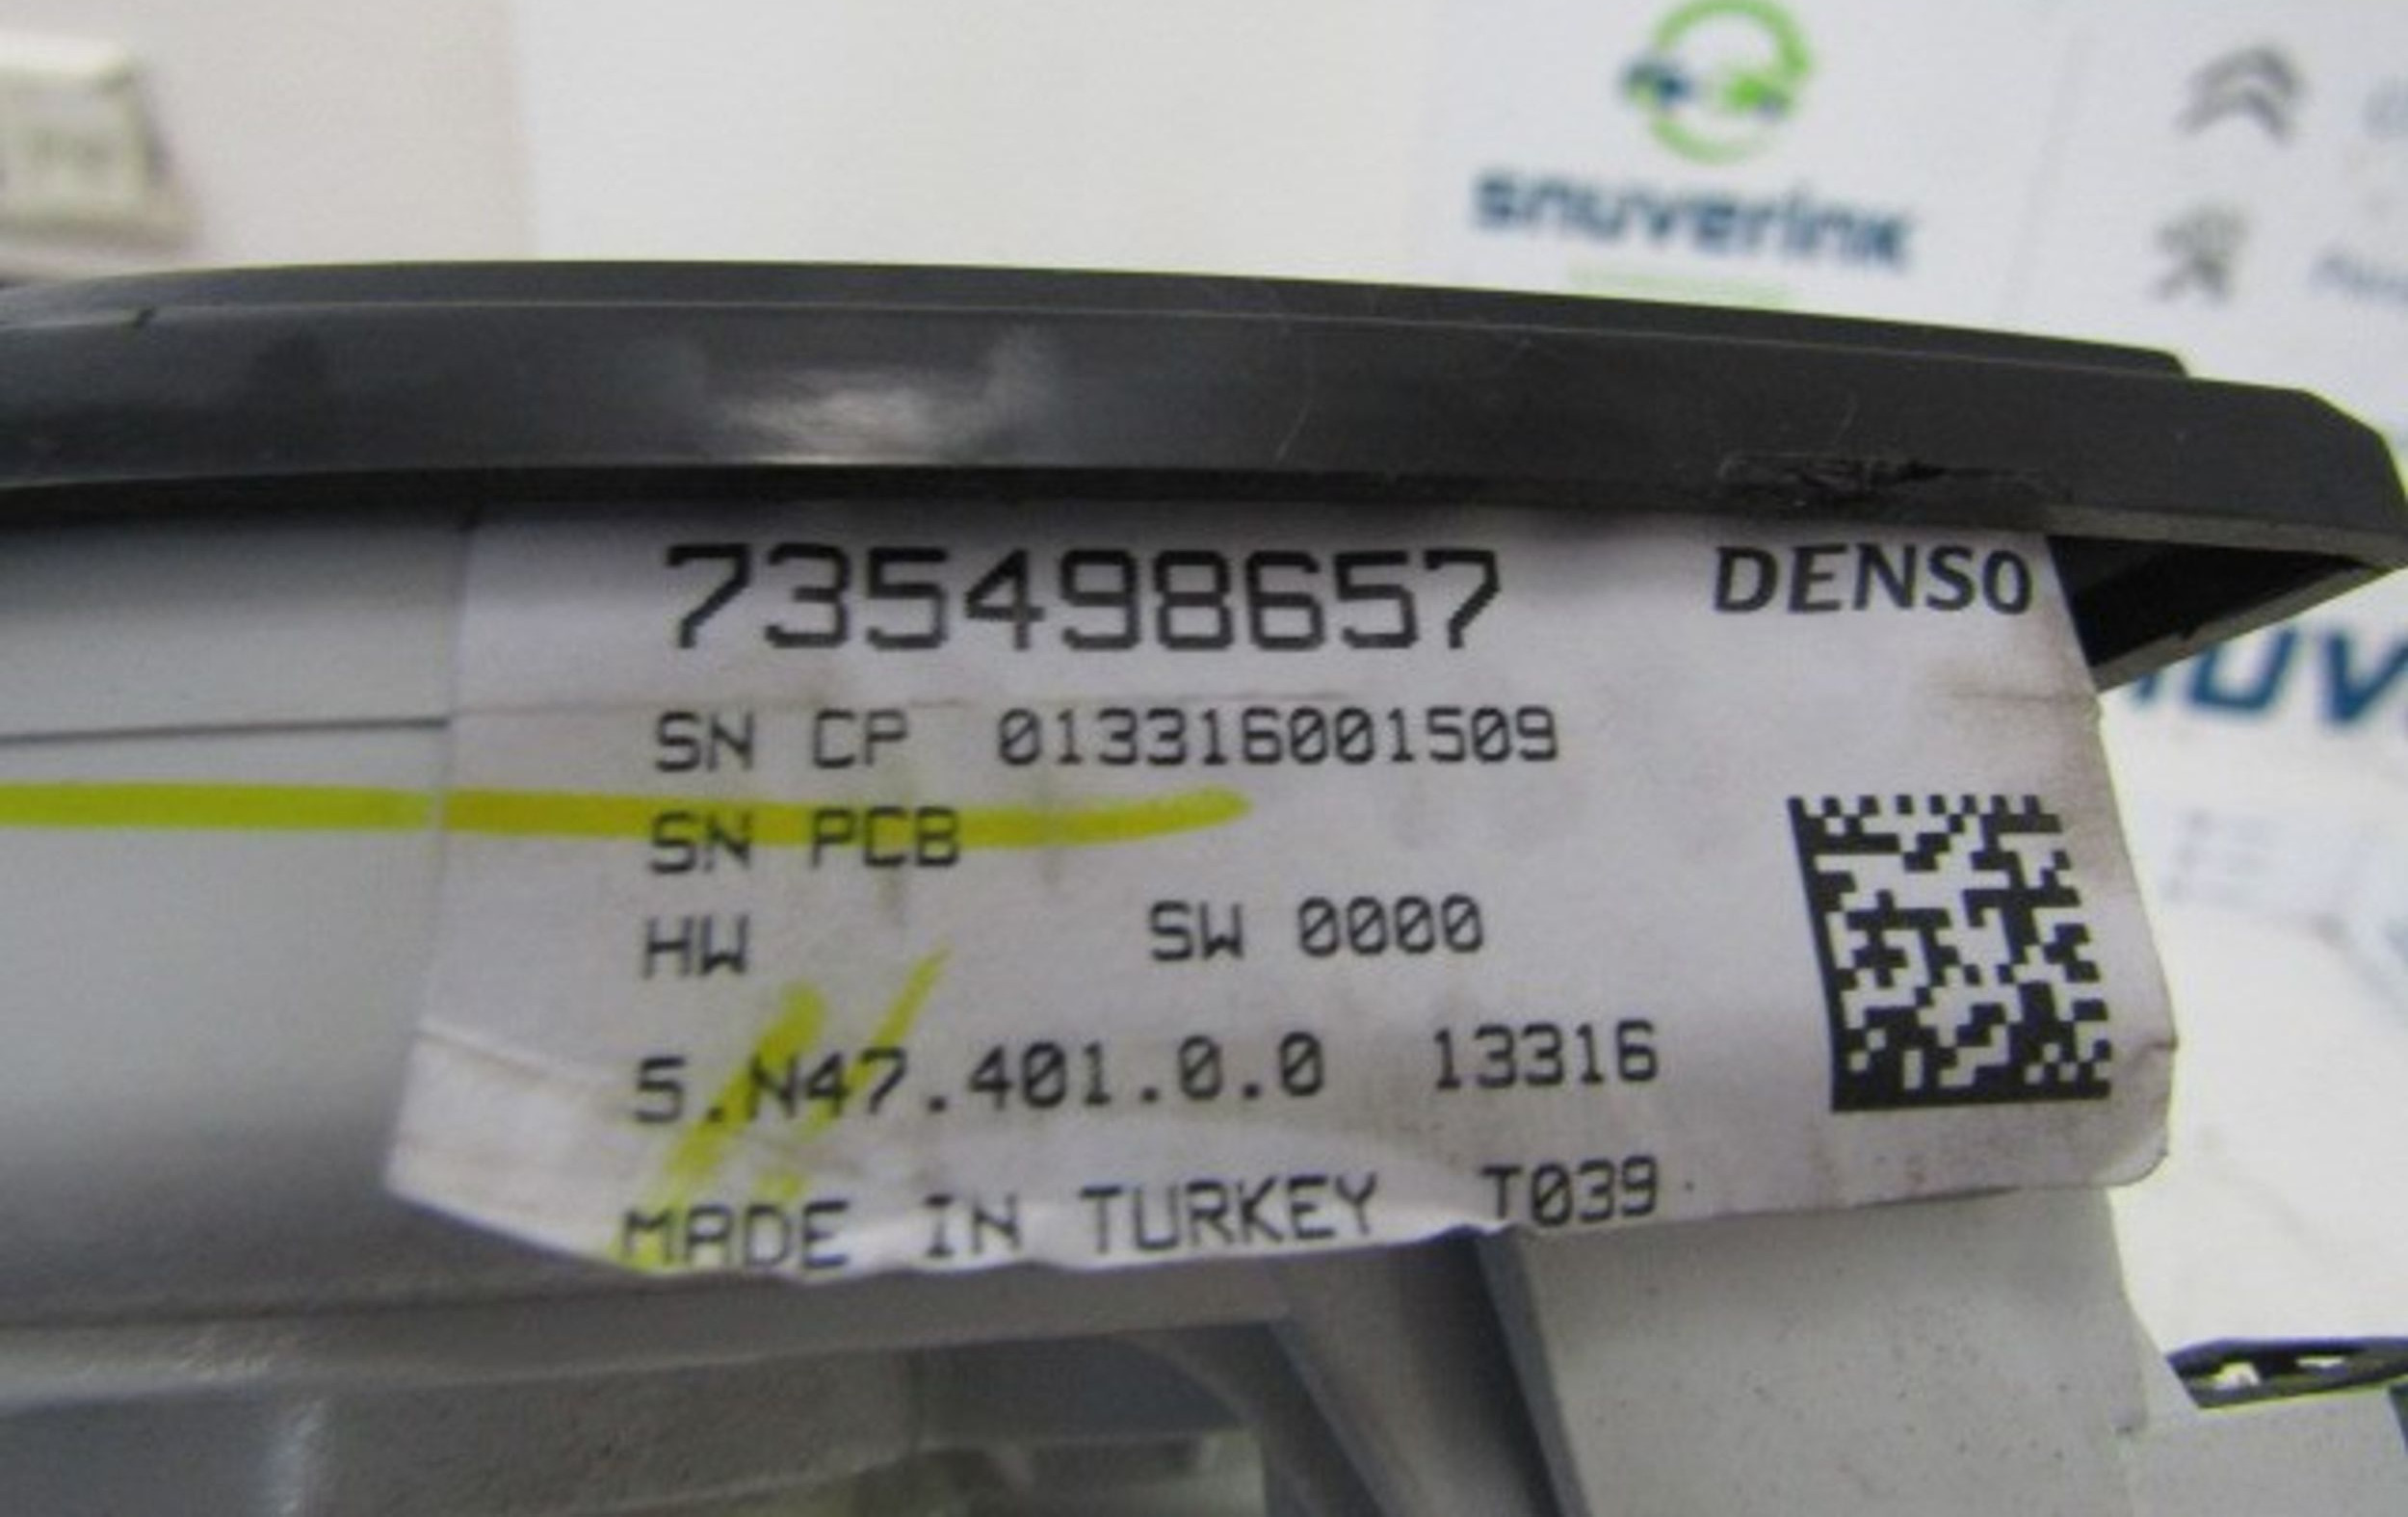 snuverink
735498657 DENSO
SN CP 013316001509
SN PCB
HW SW 0000
5.N47.401.0.0 13316
MADE IN TURKEY T039